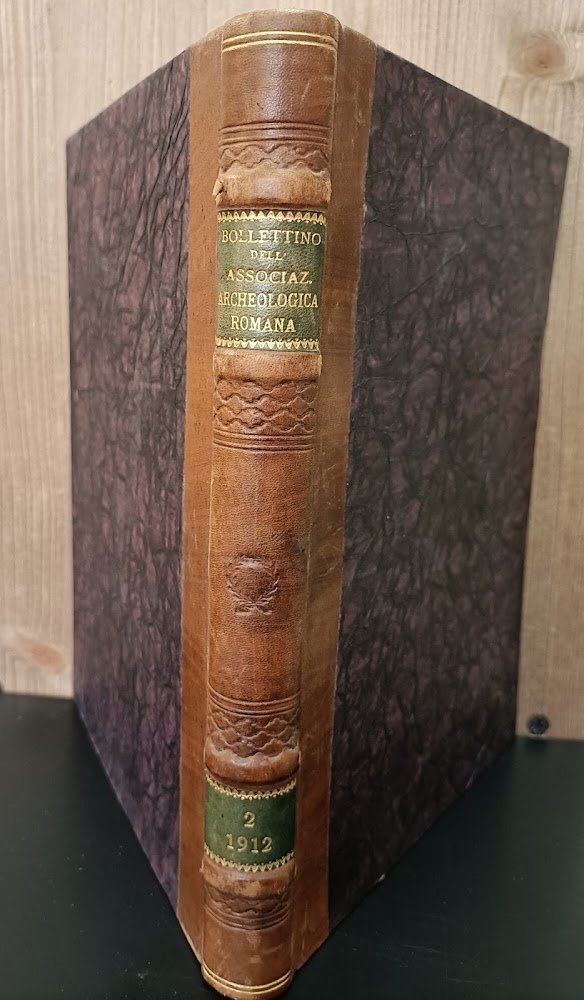 BOLLETTINO
DELL'
ASSOCIAZ.
ARCHEOLOGICA
ROMANA
2
1912